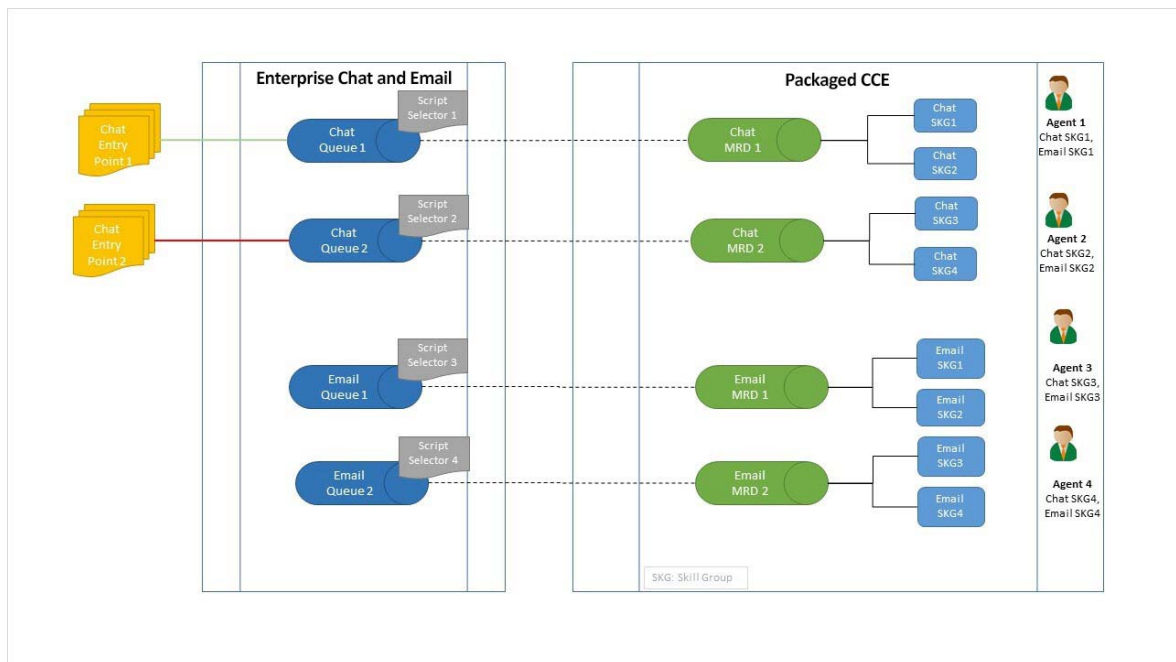 Enterprise Chat and Email
Packaged CCE
Chat
Entry
Point 1
Chat
Queue 1
Script
Selector 1
Chat
MRD 1
Chat
SKG1
Chat
SKG2
Agent 1
Chat SKG1,
Email SKG1
Chat
Entry
Point 2
Chat
Queue 2
Script
Selector 2
Chat
MRD 2
Chat
SKG3
Chat
SKG4
Agent 2
Chat SKG2,
Email SKG2
Email
Queue 1
Script
Selector 3
Email
MRD 1
Email
SKG1
Email
SKG2
Agent 3
Chat SKG3,
Email SKG3
Email
Queue 2
Script
Selector 4
Email
MRD 2
Email
SKG3
Email
SKG4
Agent 4
Chat SKG4,
Email SKG4
SKG: Skill Group